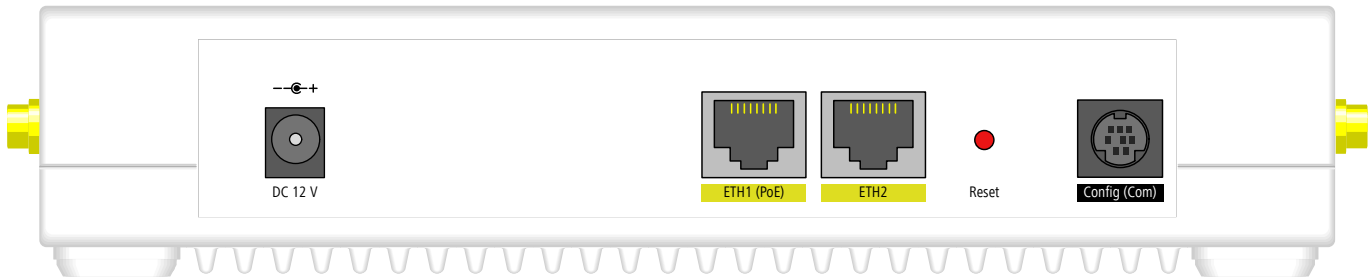 DC 12 V
ETH1 (PoE)
ETH2
Reset
Config (Com)